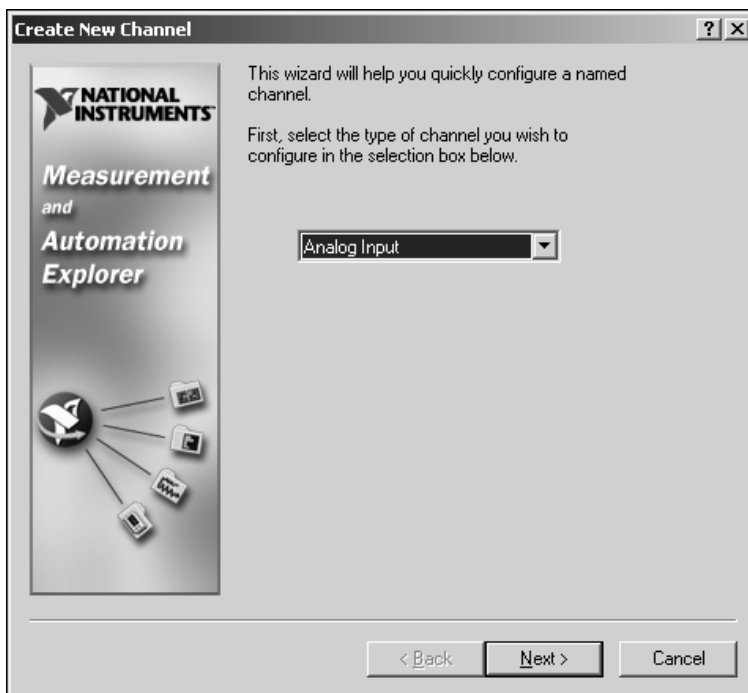 Create New Channel
? X
NATIONAL
INSTRUMENTS
Measurement
and
Automation
Explorer
This wizard will help you quickly configure a named
channel.
First, select the type of channel you wish to
configure in the selection box below.
Analog Input
< Back
Next >
Cancel